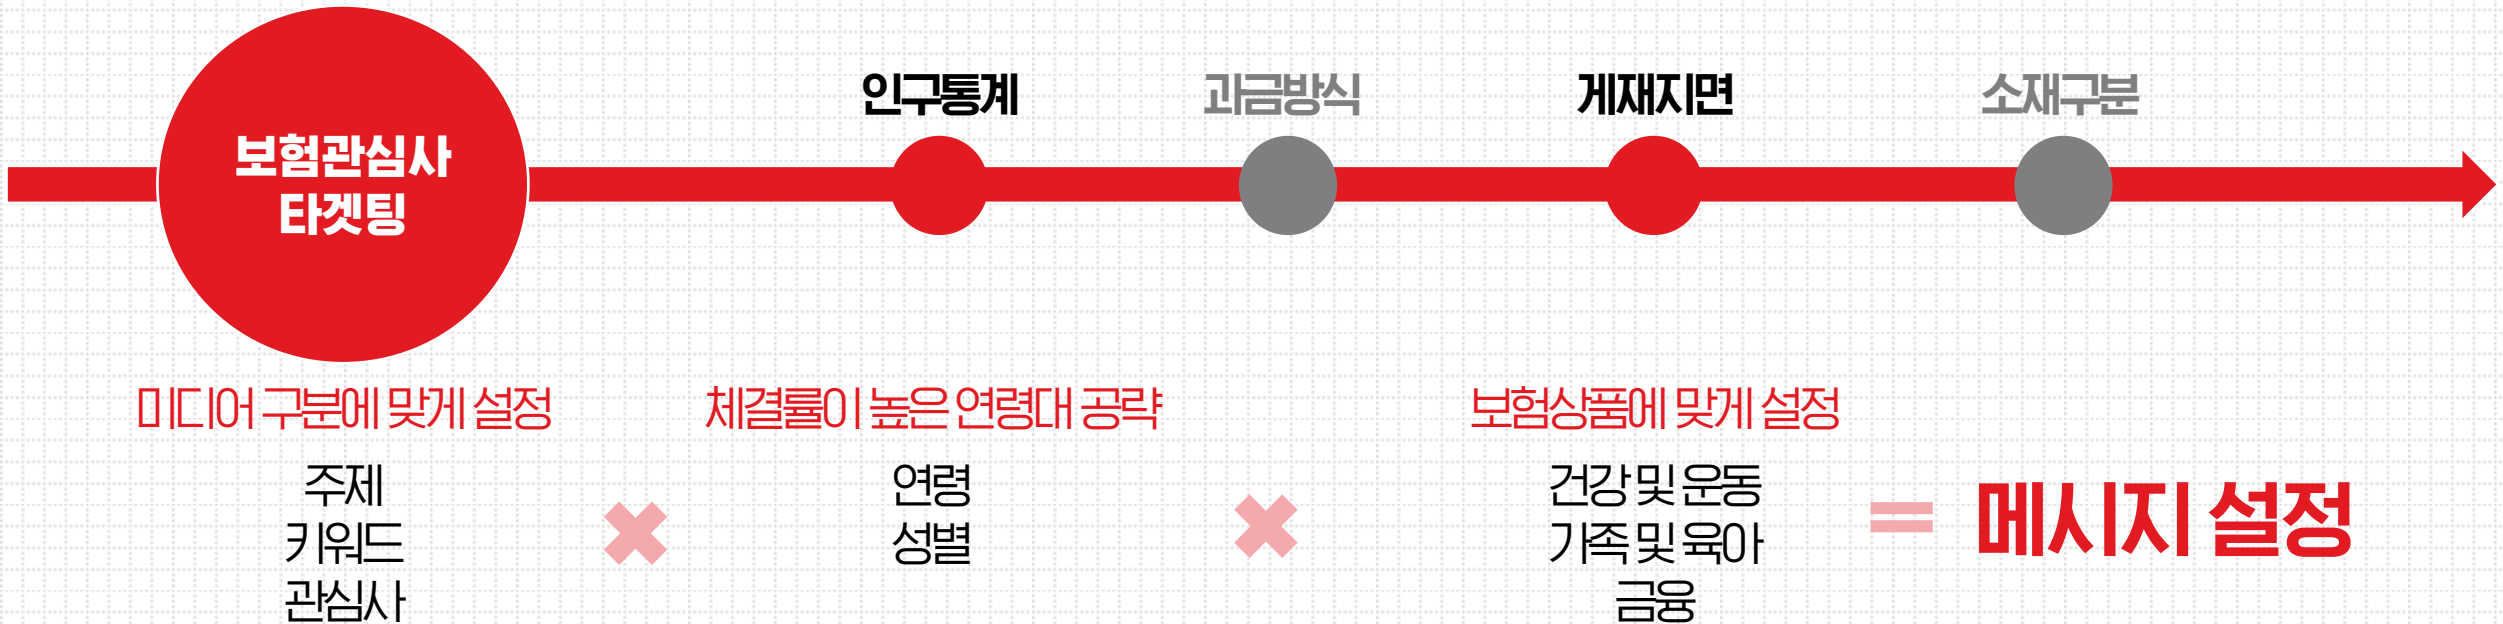 보험관심사
타겟팅
인구통계
과금방식
게재지면
소재구분
미디어 구분에 맞게 설정
체결률이 높은 연령대 공략
보험상품에 맞게 설정
주제
키워드
관심사
연령
성별
건강 및 운동
가족 및 육아
금융
=
메시지 설정